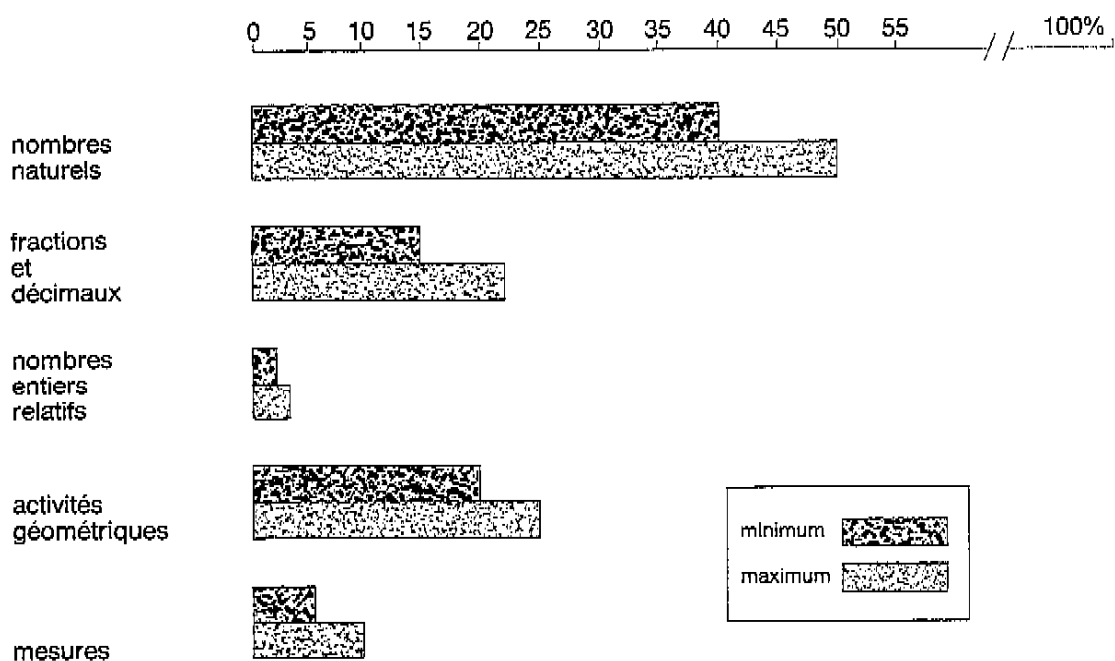 0 5 10 15 20 25 30 35 40 45 50 55 100%
nombres
naturels
fractions
et
décimaux
nombres
entiers
relatifs
activités
géométriques
mesures
minimum
maximum